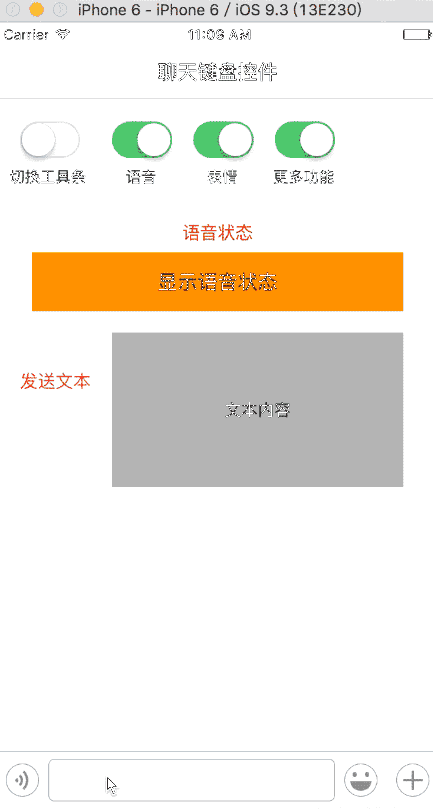 iPhone 6 - iPhone 6 / iOS 9.3 (13E230)
Carrier 11:09 AM
聊天键盘控件
切换工具条 语音 表情 更多功能
语音状态
显示语音状态
发送文本
文本内容